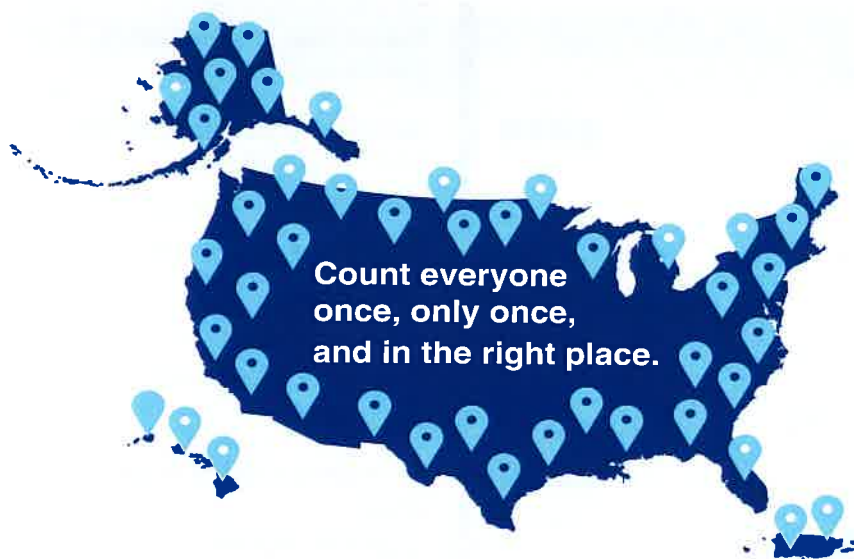 Count everyone
once, only once,
and in the right place.